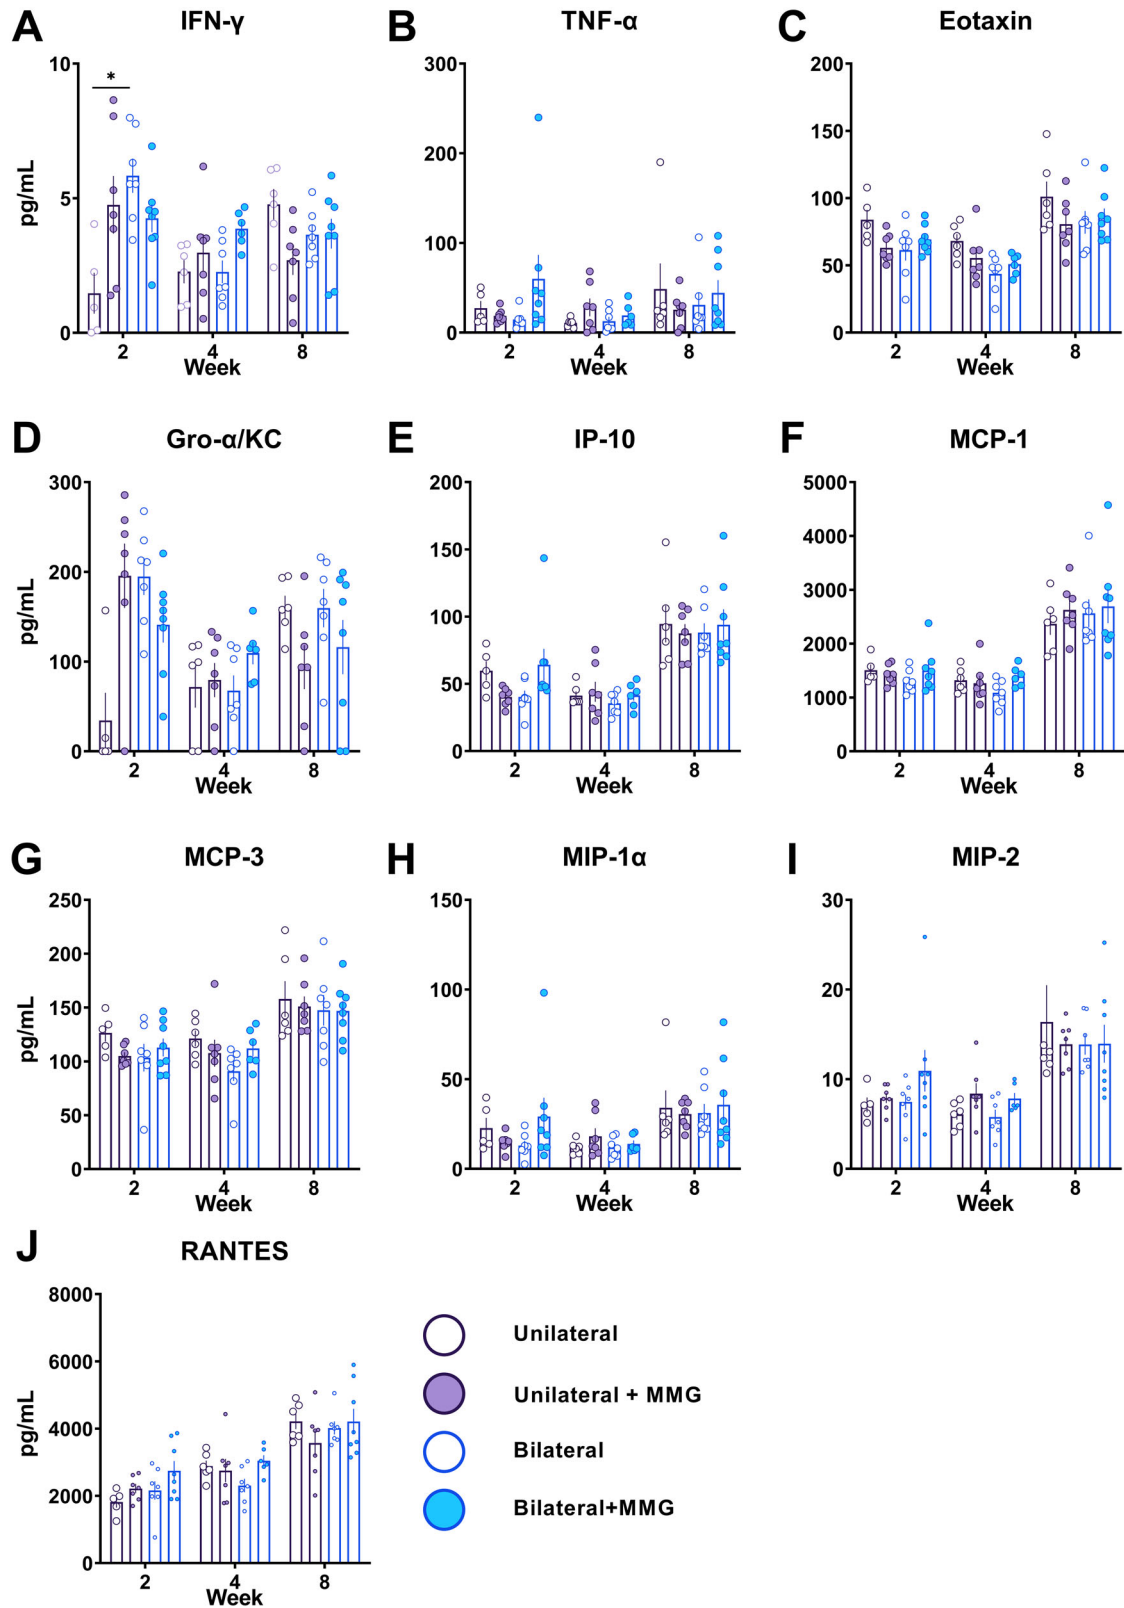 A IFN-γ
*
10
5
0
pg/mL
2 4 8
Week
B TNF-α
300
200
100
0
2 4 8
Week
C Eotaxin
200
150
100
50
0
2 4 8
Week
D Gro-α/KC
300
200
100
0
pg/mL
2 4 8
Week
E IP-10
200
150
100
50
0
2 4 8
Week
F MCP-1
5000
4000
3000
2000
1000
0
2 4 8
Week
G MCP-3
250
200
150
100
50
0
pg/mL
2 4 8
Week
H MIP-1α
150
100
50
0
2 4 8
Week
I MIP-2
30
20
10
0
2 4 8
Week
J RANTES
8000
6000
4000
2000
0
pg/mL
2 4 8
Week
Unilateral
Unilateral + MMG
Bilateral
Bilateral+MMG